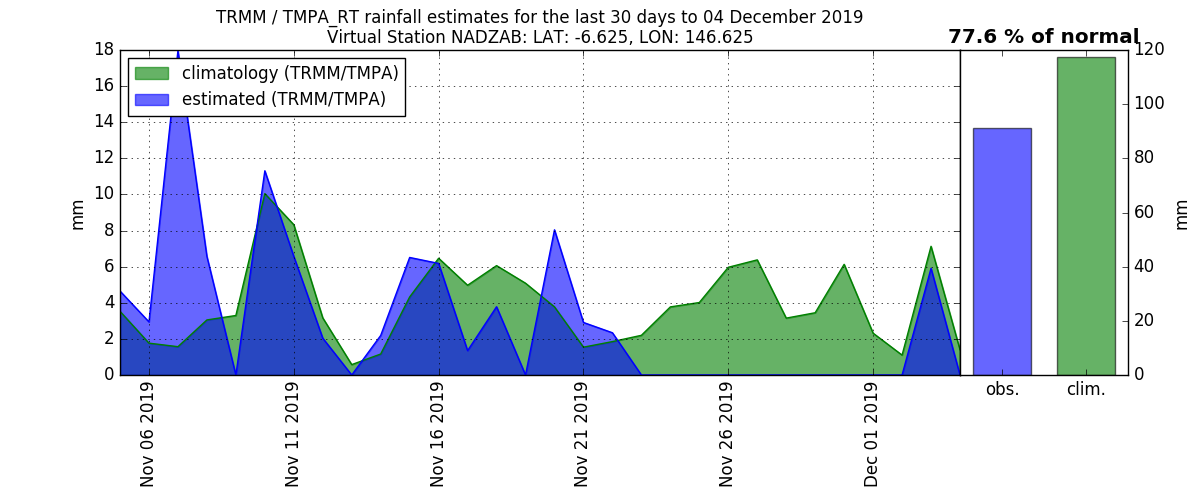 TRMM / TMPA_RT rainfall estimates for the last 30 days to 04 December 2019
Virtual Station NADZAB: LAT: -6.625, LON: 146.625
77.6 % of normal
climatology (TRMM/TMPA)
estimated (TRMM/TMPA)
18
16
14
12
10
8
6
4
2
0
mm
Nov 06 2019
Nov 11 2019
Nov 16 2019
Nov 21 2019
Nov 26 2019
Dec 01 2019
obs.
clim.
120
100
80
60
40
20
0
mm